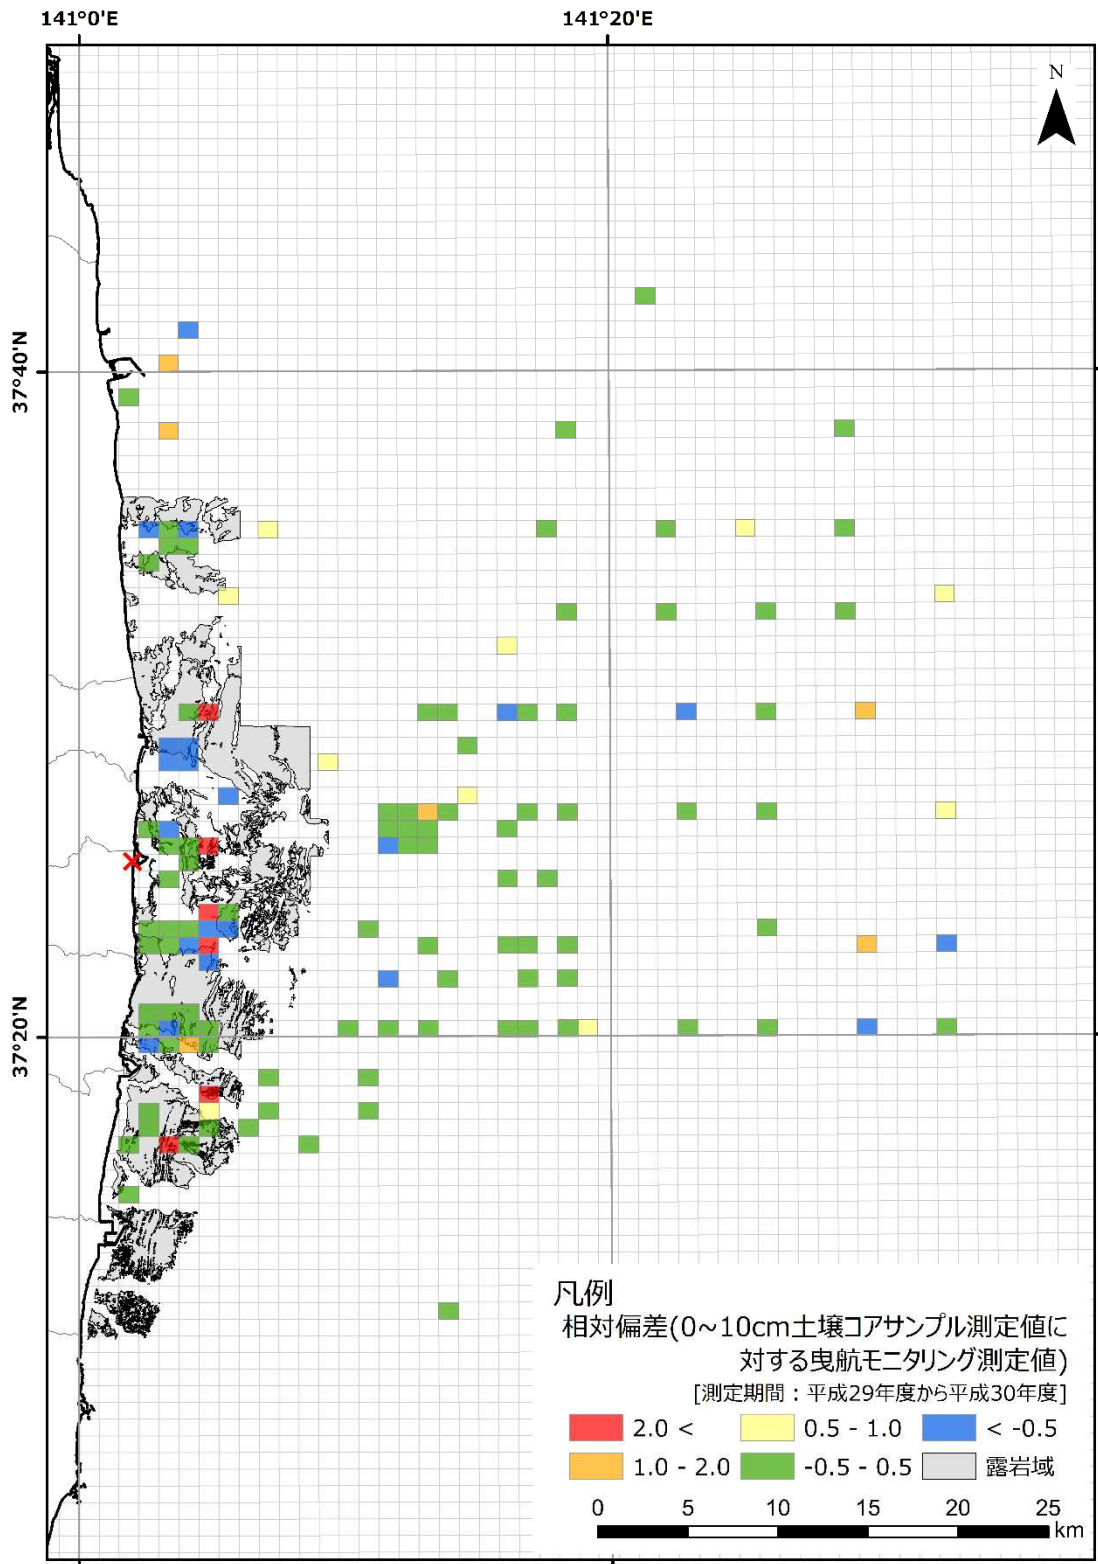 141°0'E
141°20'E
N
37°40'N
37°20'N
凡例
相対偏差(0~10cm土壌コアサンプル測定値に
対する曳航モニタリング測定値)
[測定期間：平成29年度から平成30年度]
2.0 <
0.5 - 1.0
< -0.5
1.0 - 2.0
-0.5 - 0.5
露岩域
0 5 10 15 20 25
km